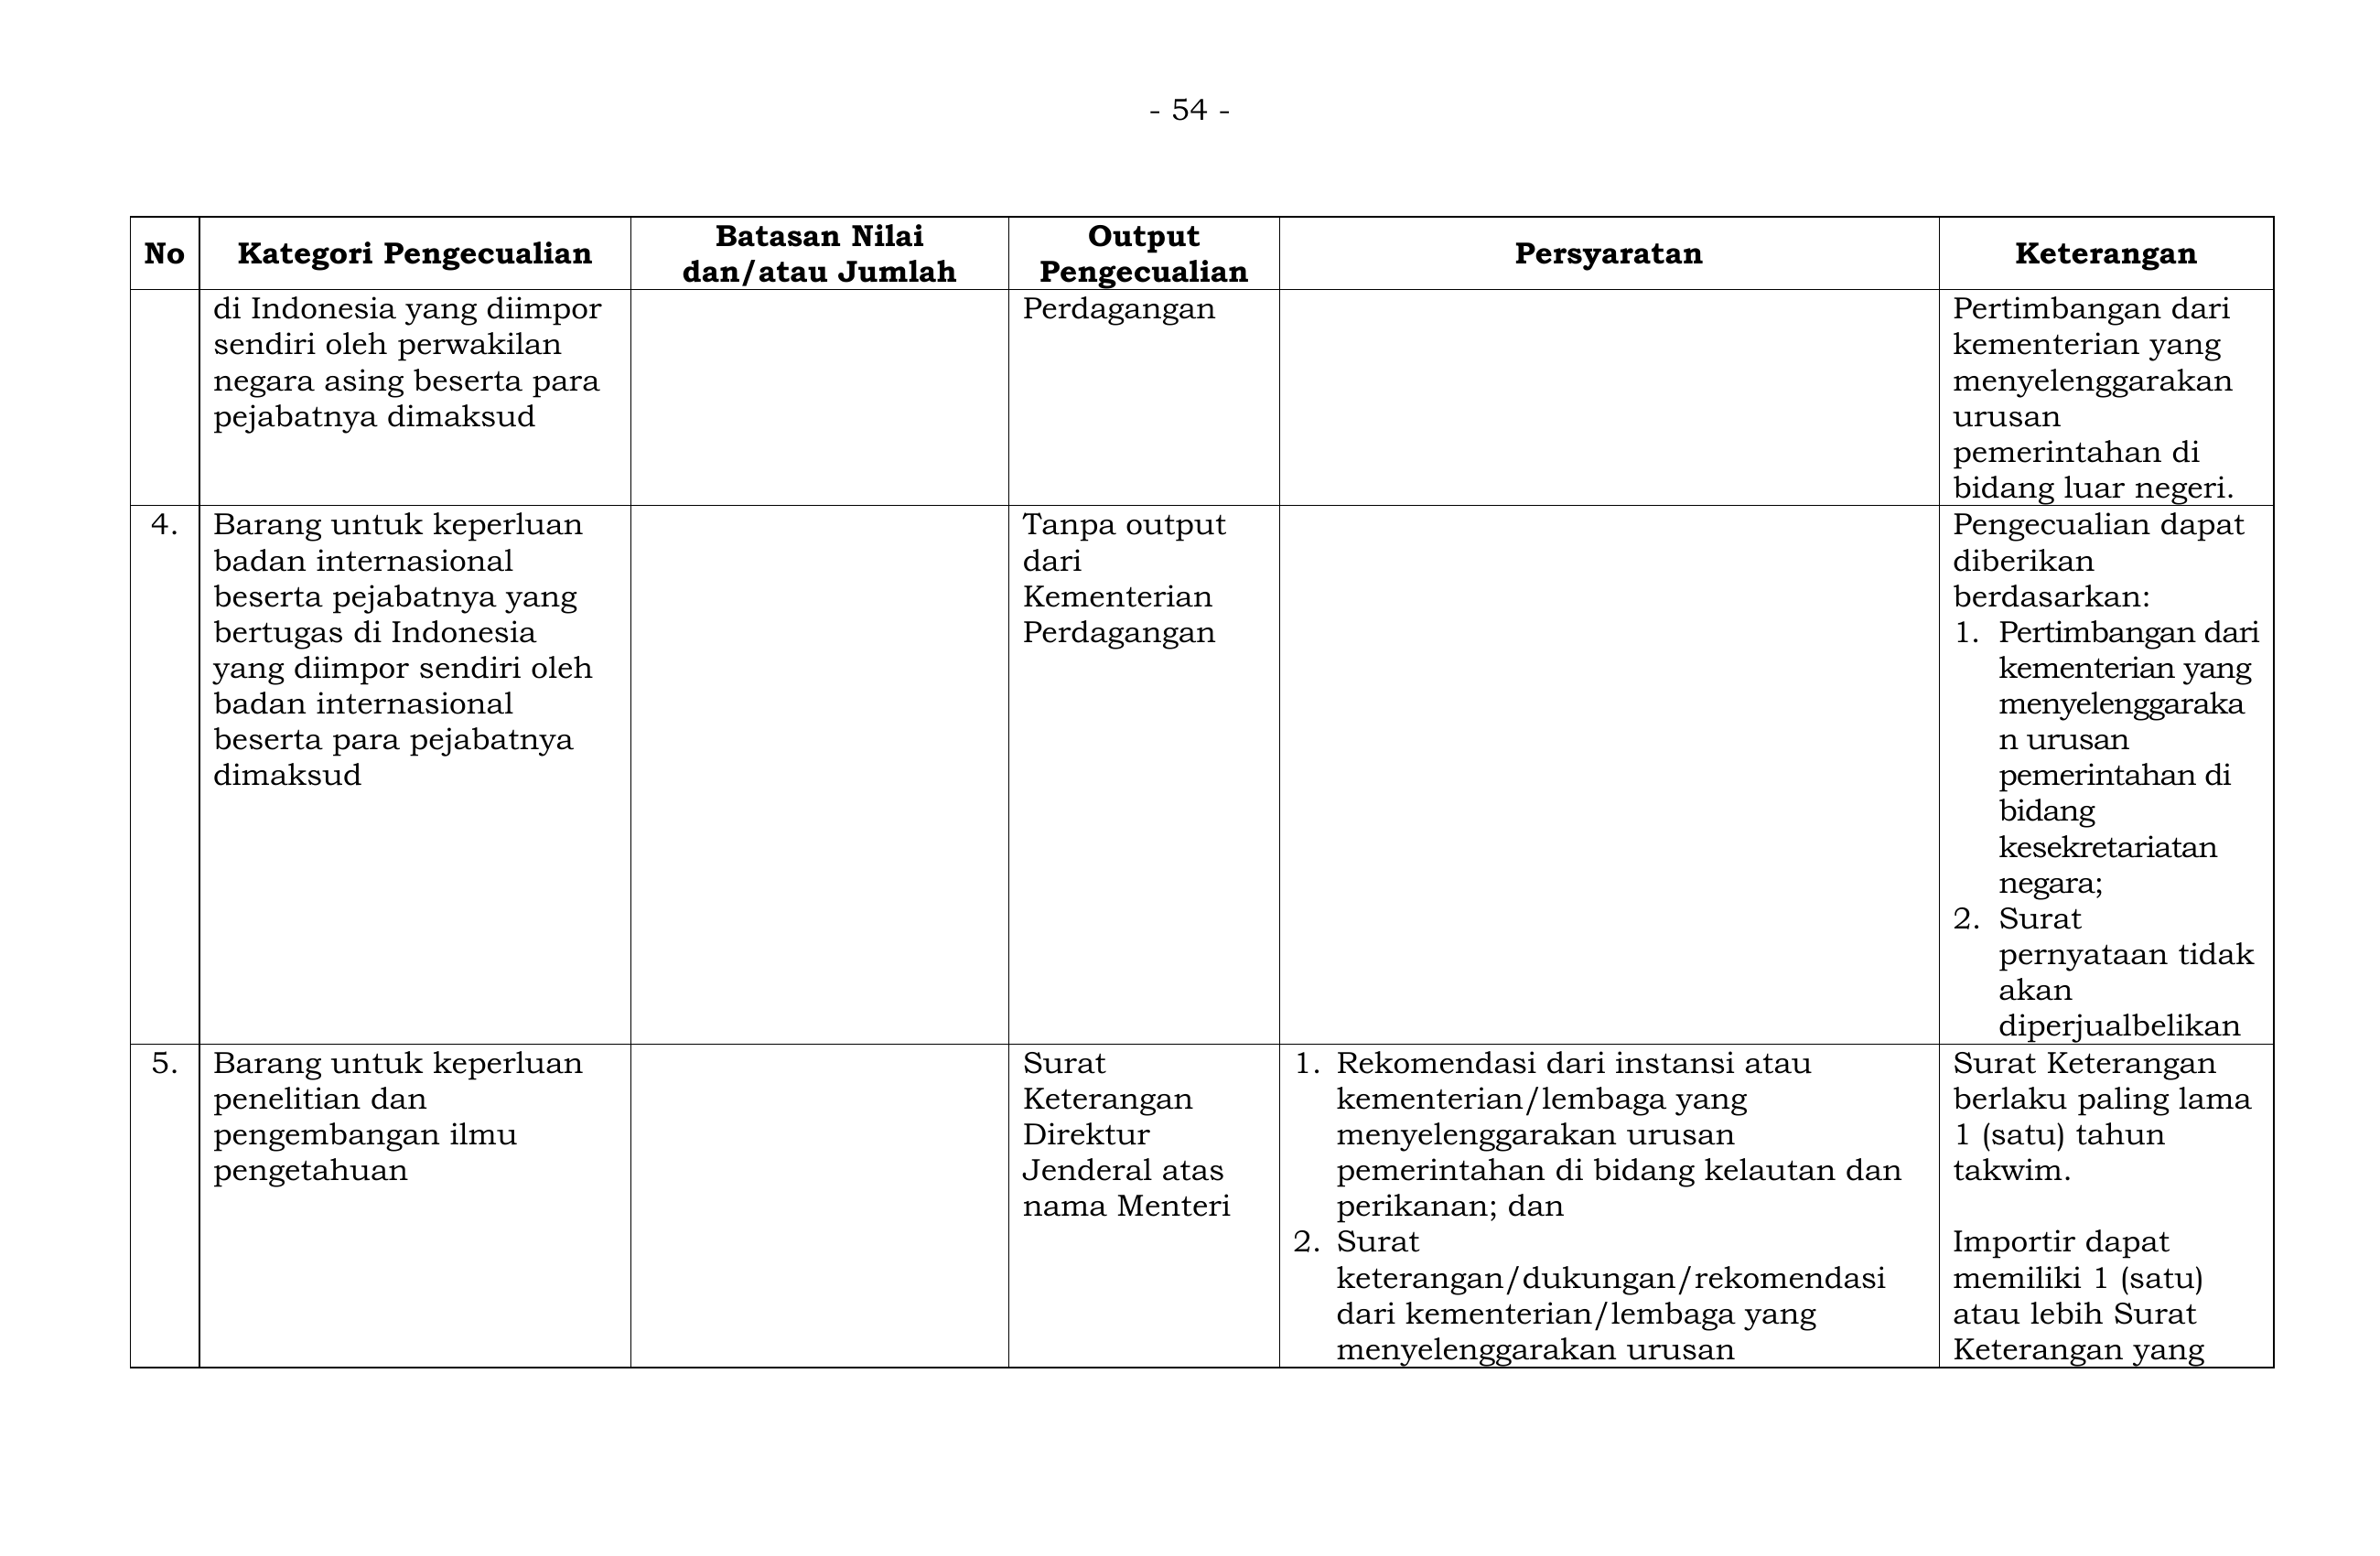 - 54 -
No
Kategori Pengecualian
Batasan Nilai
dan/atau Jumlah
Output
Pengecualian
Persyaratan
Keterangan
di Indonesia yang diimpor
sendiri oleh perwakilan
negara asing beserta para
pejabatnya dimaksud
Perdagangan
Pertimbangan dari
kementerian yang
menyelenggarakan
urusan
pemerintahan di
bidang luar negeri.
4.
Barang untuk keperluan
badan internasional
beserta pejabatnya yang
bertugas di Indonesia
yang diimpor sendiri oleh
badan internasional
beserta para pejabatnya
dimaksud
Tanpa output
dari
Kementerian
Perdagangan
Pengecualian dapat
diberikan
berdasarkan:
1. Pertimbangan dari
kementerian yang
menyelenggaraka
n urusan
pemerintahan di
bidang
kesekretariatan
negara;
2. Surat
pernyataan tidak
akan
diperjualbelikan
5.
Barang untuk keperluan
penelitian dan
pengembangan ilmu
pengetahuan
Surat
Keterangan
Direktur
Jenderal atas
nama Menteri
1. Rekomendasi dari instansi atau
kementerian/lembaga yang
menyelenggarakan urusan
pemerintahan di bidang kelautan dan
perikanan; dan
2. Surat
keterangan/dukungan/rekomendasi
dari kementerian/lembaga yang
menyelenggarakan urusan
Surat Keterangan
berlaku paling lama
1 (satu) tahun
takwim.
Importir dapat
memiliki 1 (satu)
atau lebih Surat
Keterangan yang